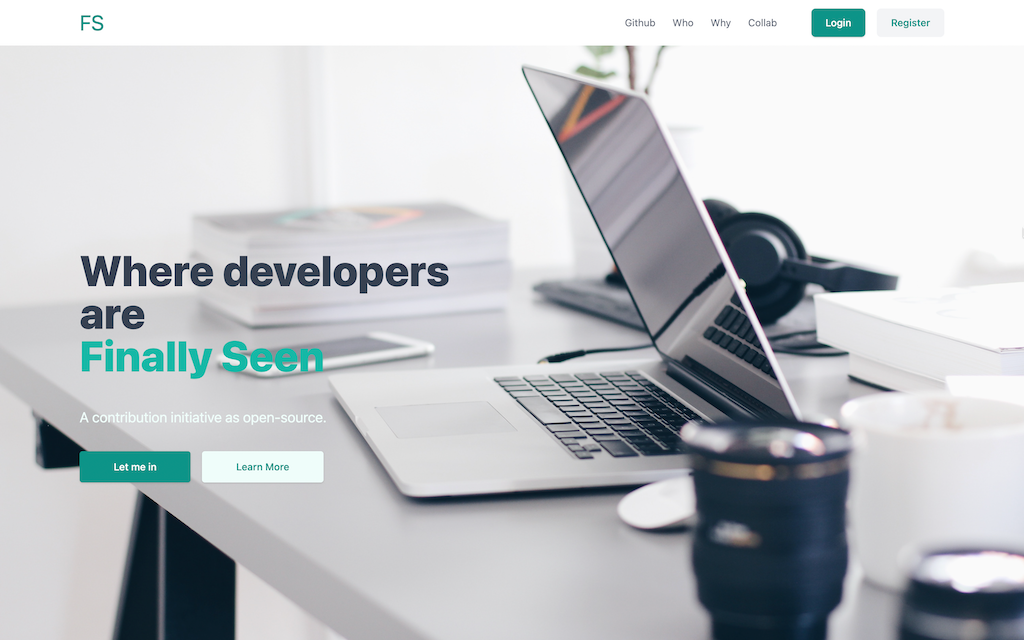 FS
Github Who Why Collab Login Register
Where developers
are
Finally Seen
A contribution initiative as open-source.
Let me in Learn More